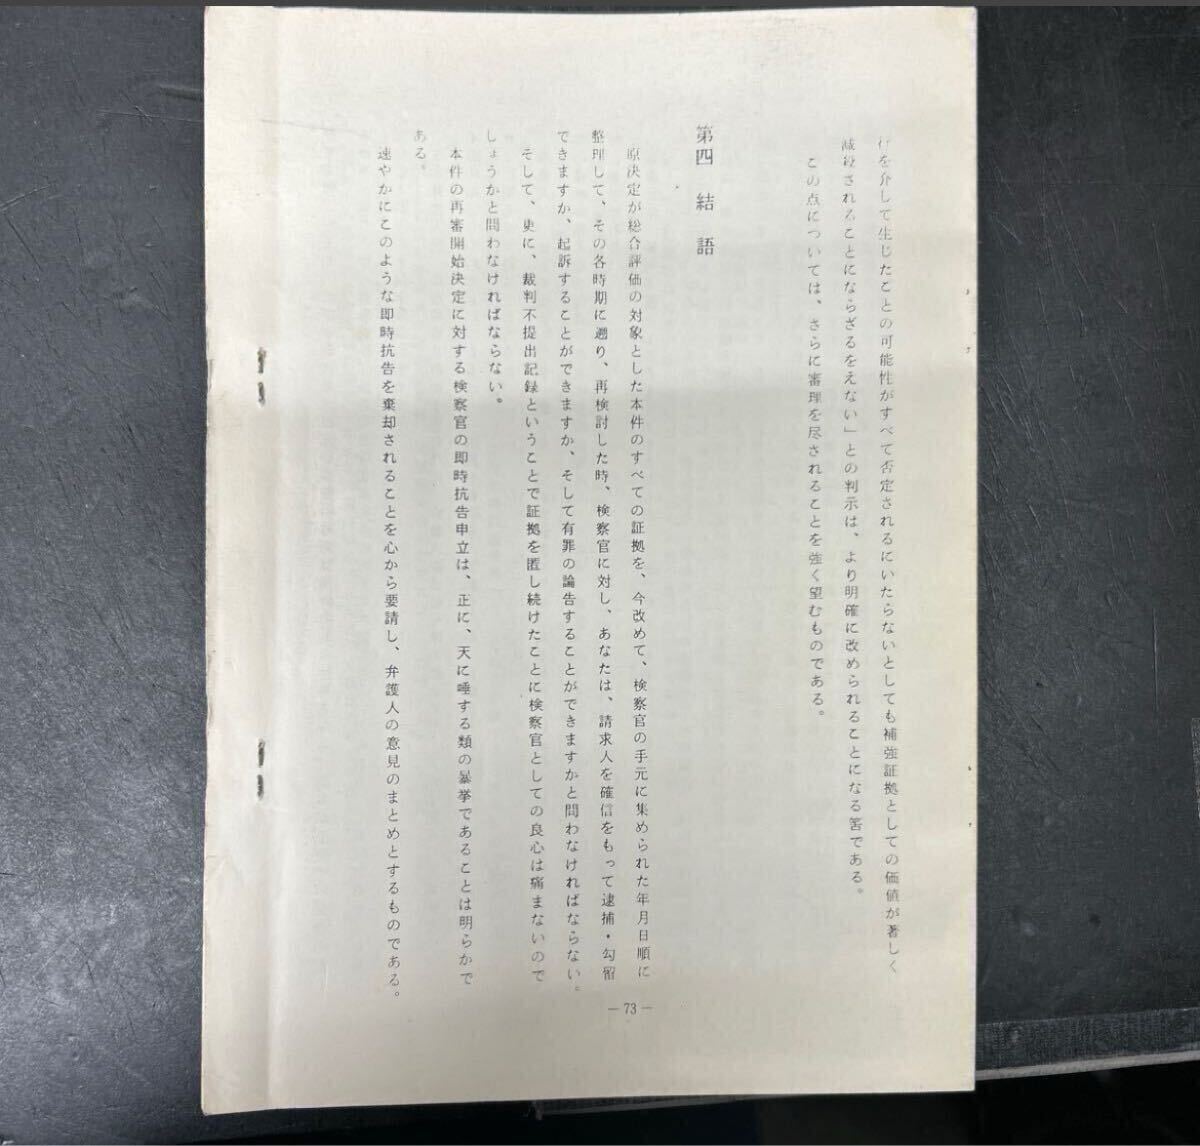 を介して生じたことの可能性がすべて否定されるにいたらないとしても補強証拠としての価値が著しく
減殺されることにならざるをえない」との判示は、より明確に改められることになる筈である。
この点については、さらに審理を尽されることを強く望むものである。
第四 結語
原決定が総合評価の対象とした本件のすべての証拠を、今改めて、検察官の手元に集められた年月日順に
整理して、その各時期に遡り、再検討した時、検察官に対し、あなたは、請求人を確信をもって逮捕・勾留
できますか、起訴することができますか、そして有罪の論告することができますかと問わなければならない。
そして、更に、裁判不提出記録ということで証拠を匿し続けたことに検察官としての良心は痛まないので
しょうかと問わなければならない。
本件の再審開始決定に対する検察官の即時抗告申立は、正に、天に唾する類の暴挙であることは明らかで
ある。
速やかにこのような即時抗告を棄却されることを心から要請し、弁護人の意見のまとめとするものである。
— 73 —